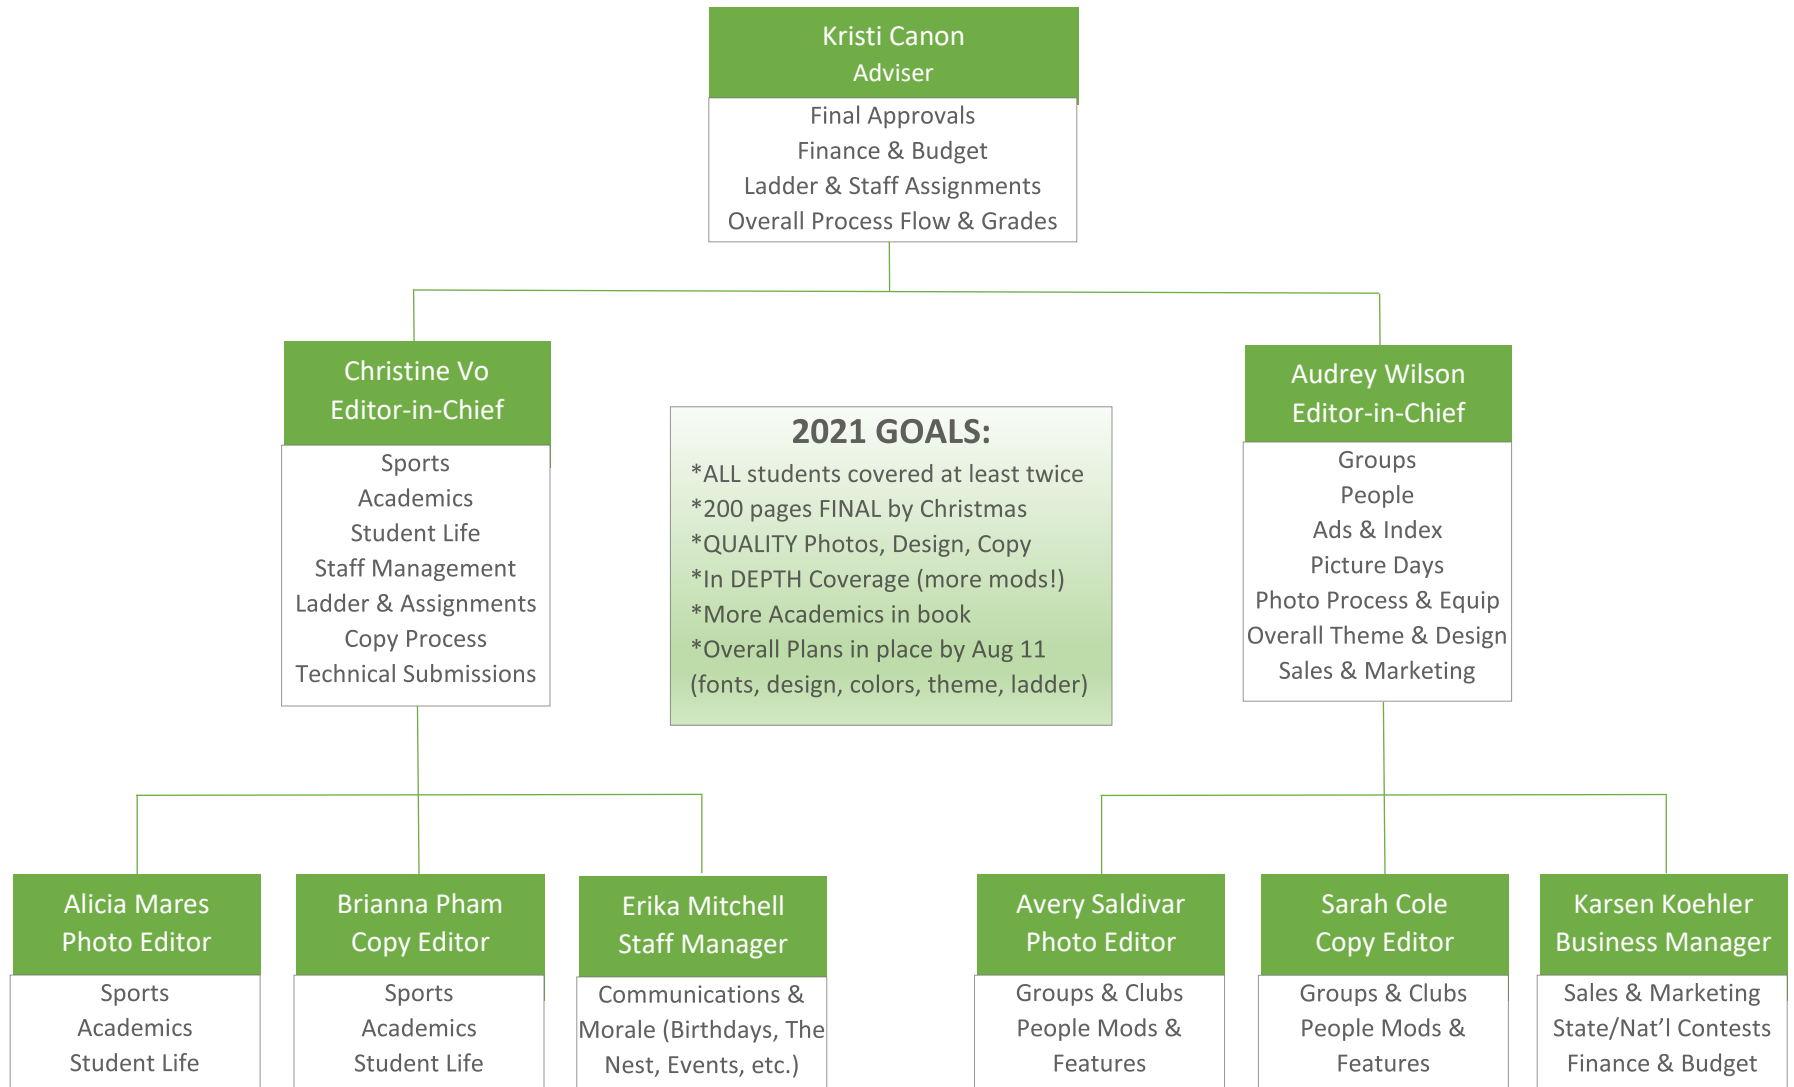 Kristi Canon
Adviser
Final Approvals
Finance & Budget
Ladder & Staff Assignments
Overall Process Flow & Grades
Christine Vo
Editor-in-Chief
Sports
Academics
Student Life
Staff Management
Ladder & Assignments
Copy Process
Technical Submissions
2021 GOALS:
*ALL students covered at least twice
*200 pages FINAL by Christmas
*QUALITY Photos, Design, Copy
*In DEPTH Coverage (more mods!)
*More Academics in book
*Overall Plans in place by Aug 11
(fonts, design, colors, theme, ladder)
Audrey Wilson
Editor-in-Chief
Groups
People
Ads & Index
Picture Days
Photo Process & Equip
Overall Theme & Design
Sales & Marketing
Alicia Mares
Photo Editor
Sports
Academics
Student Life
Brianna Pham
Copy Editor
Sports
Academics
Student Life
Erika Mitchell
Staff Manager
Communications &
Morale (Birthdays, The
Nest, Events, etc.)
Avery Saldivar
Photo Editor
Groups & Clubs
People Mods &
Features
Sarah Cole
Copy Editor
Groups & Clubs
People Mods &
Features
Karsen Koehler
Business Manager
Sales & Marketing
State/Nat’l Contests
Finance & Budget